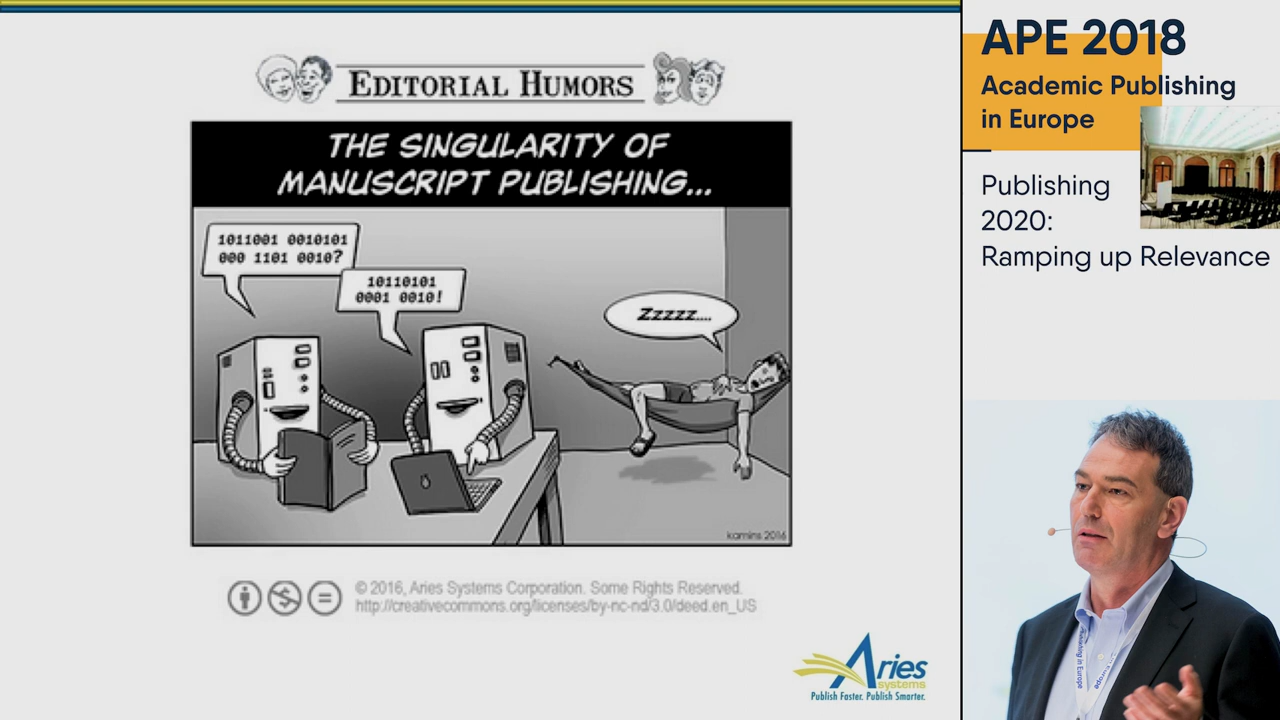 EDITORIAL HUMORS
THE SINGULARITY OF
MANUSCRIPT PUBLISHING...
1011001 0010101
000 1101 0010?
10110101
0001 0010!
Zzzzz....
kamins 2016
© 2016, Aries Systems Corporation. Some Rights Reserved.
http://creativecommons.org/licenses/by-nc-nd/3.0/deed.en_US
Aries
systems
Publish Faster. Publish Smarter.
APE 2018
Academic Publishing
in Europe
Publishing
2020:
Ramping up Relevance